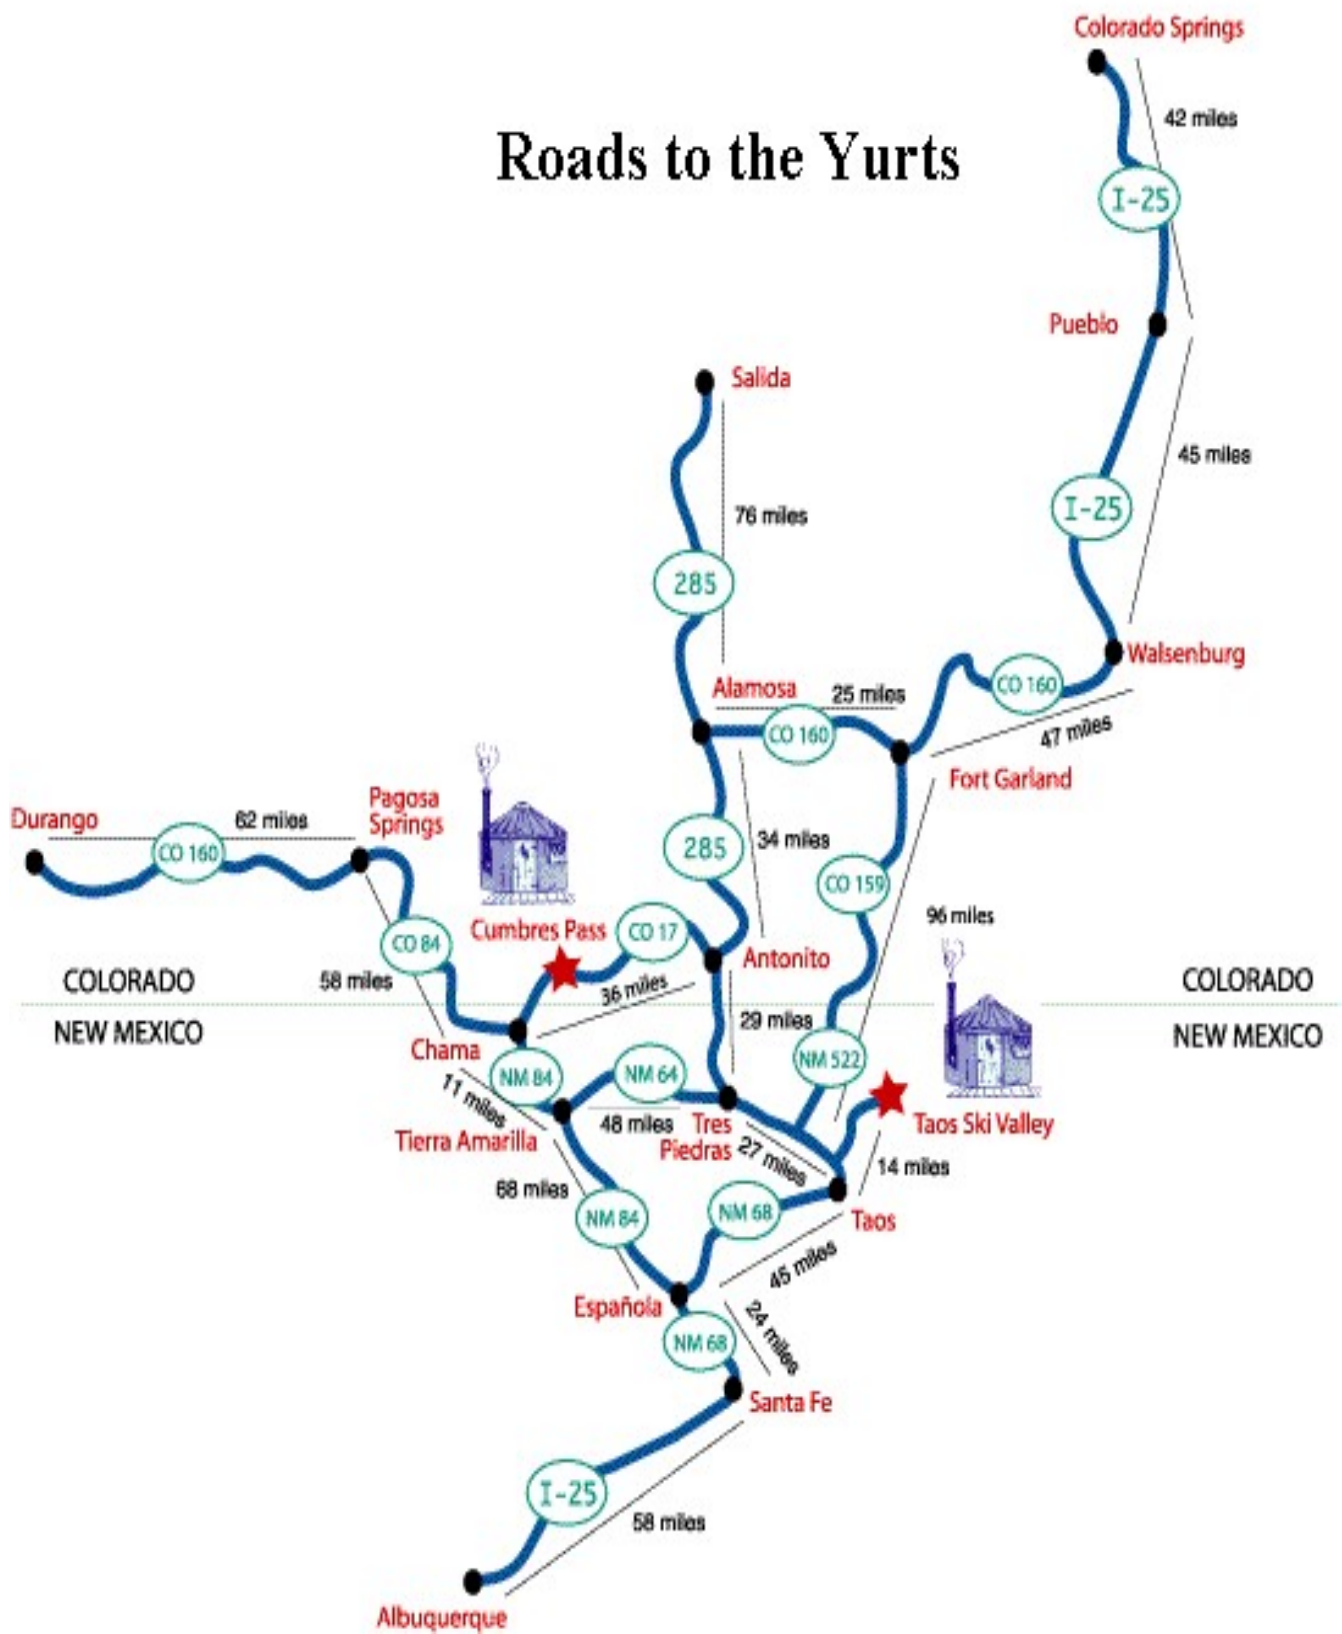 Colorado Springs
42 miles
Roads to the Yurts
I-25
Pueblo
Salida
45 miles
76 miles
I-25
285
Walsenburg
CO 160
Alamosa
25 miles
CO 160
47 miles
Fort Garland
Durango
62 miles
Pagosa
Springs
CO 160
285
34 miles
CO 159
96 miles
Cumbres Pass
CO 17
CO 84
Antonito
58 miles
36 miles
COLORADO
COLORADO
NEW MEXICO
NEW MEXICO
29 miles
Chama
NM 522
NM 84
NM 64
11 miles
48 miles
Tres
Piedras
Taos Ski Valley
Tierra Amarilla
27 miles
14 miles
68 miles
NM 84
NM 68
Taos
45 miles
Española
24 miles
NM 68
Santa Fe
I-25
58 miles
Albuquerque